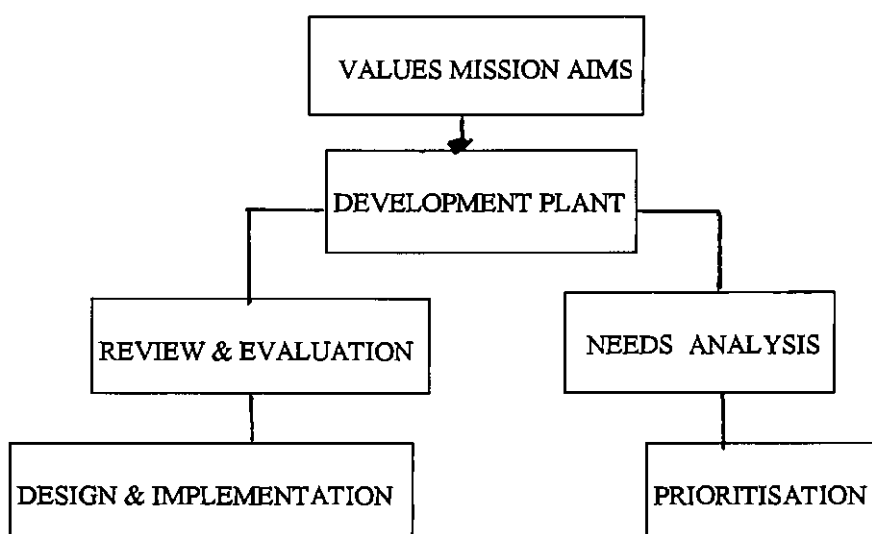 VALUES MISSION AIMS
DEVELOPMENT PLANT
REVIEW & EVALUATION
NEEDS ANALYSIS
DESIGN & IMPLEMENTATION
PRIORITISATION